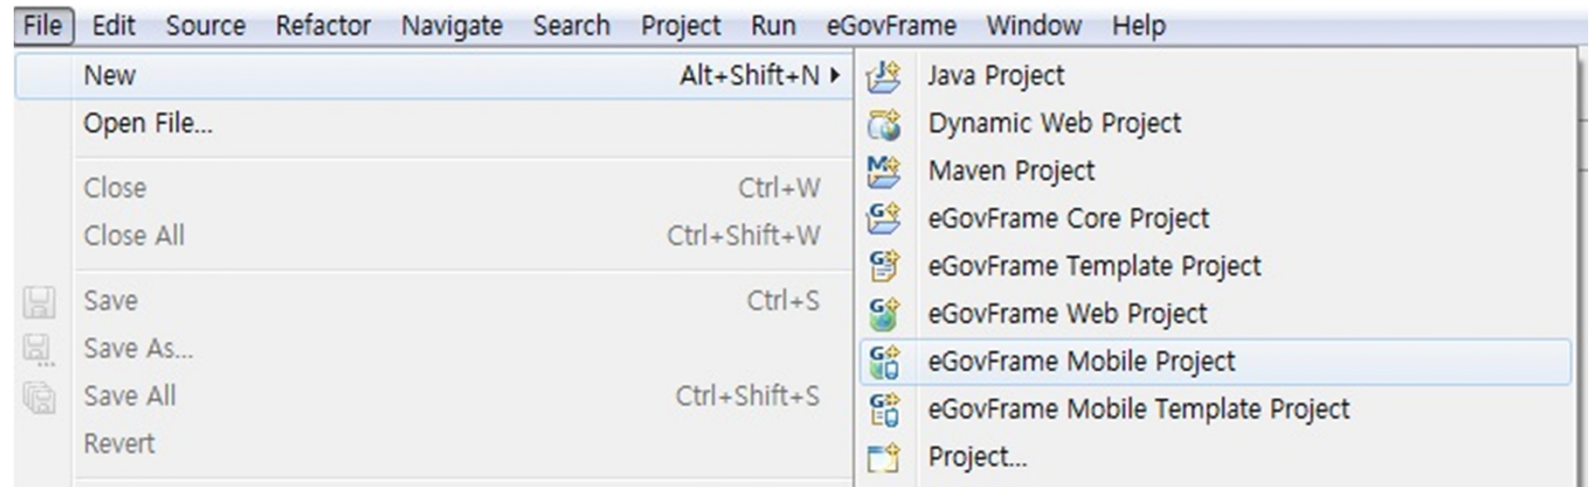 File Edit Source Refactor Navigate Search Project Run eGovFrame Window Help
New Alt+Shift+N
Open File...
Close Ctrl+W
Close All Ctrl+Shift+W
Save Ctrl+S
Save As...
Save All Ctrl+Shift+S
Revert
Java Project
Dynamic Web Project
Maven Project
eGovFrame Core Project
eGovFrame Template Project
eGovFrame Web Project
eGovFrame Mobile Project
eGovFrame Mobile Template Project
Project...